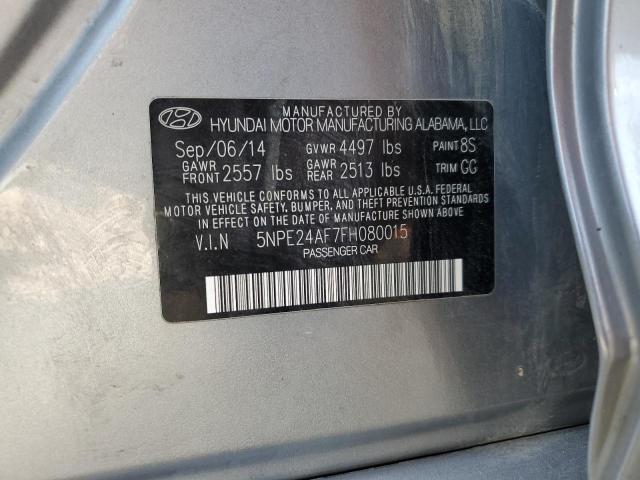 MANUFACTURED BY
HYUNDAI MOTOR MANUFACTURING ALABAMA, LLC
Sep/06/14 GVWR 4497 lbs PAINT 8S
GAWR FRONT 2557 lbs GAWR REAR 2513 lbs TRIM GG
THIS VEHICLE CONFORMS TO ALL APPLICABLE U.S.A. FEDERAL
MOTOR VEHICLE SAFETY, BUMPER, AND THEFT PREVENTION STANDARDS
IN EFFECT ON THE DATE OF MANUFACTURE SHOWN ABOVE.
V.I.N 5NPE24AF7FH080015
PASSENGER CAR